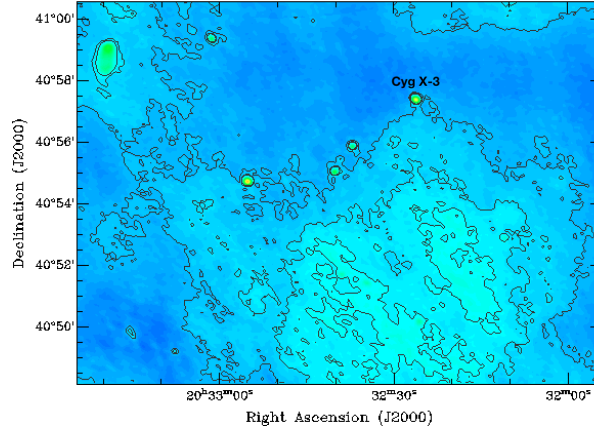 41°00'
Cyg X-3
40°58'
40°56'
40°54'
40°52'
40°50'
Declination (J2000)
20ʰ33ᵐ00ˢ
32ᵐ30ˢ
32ᵐ00ˢ
Right Ascension (J2000)